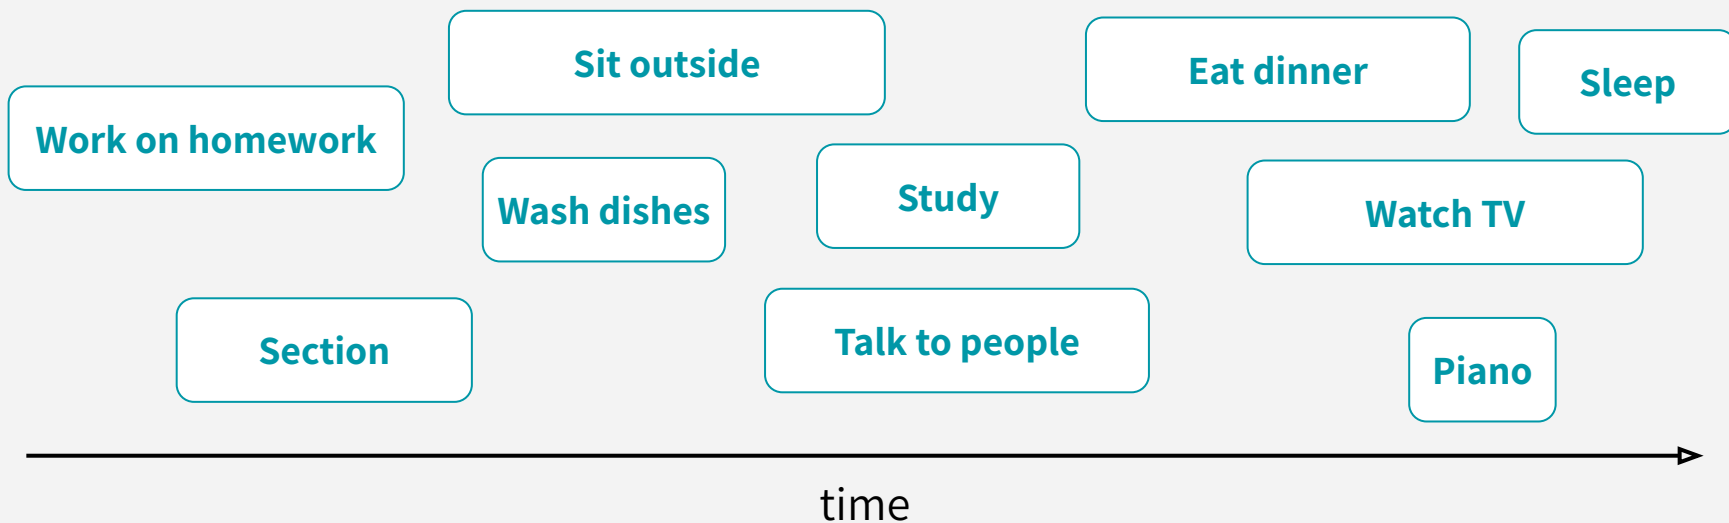 Sit outside
Eat dinner
Sleep
Work on homework
Wash dishes
Study
Watch TV
Section
Talk to people
Piano
time